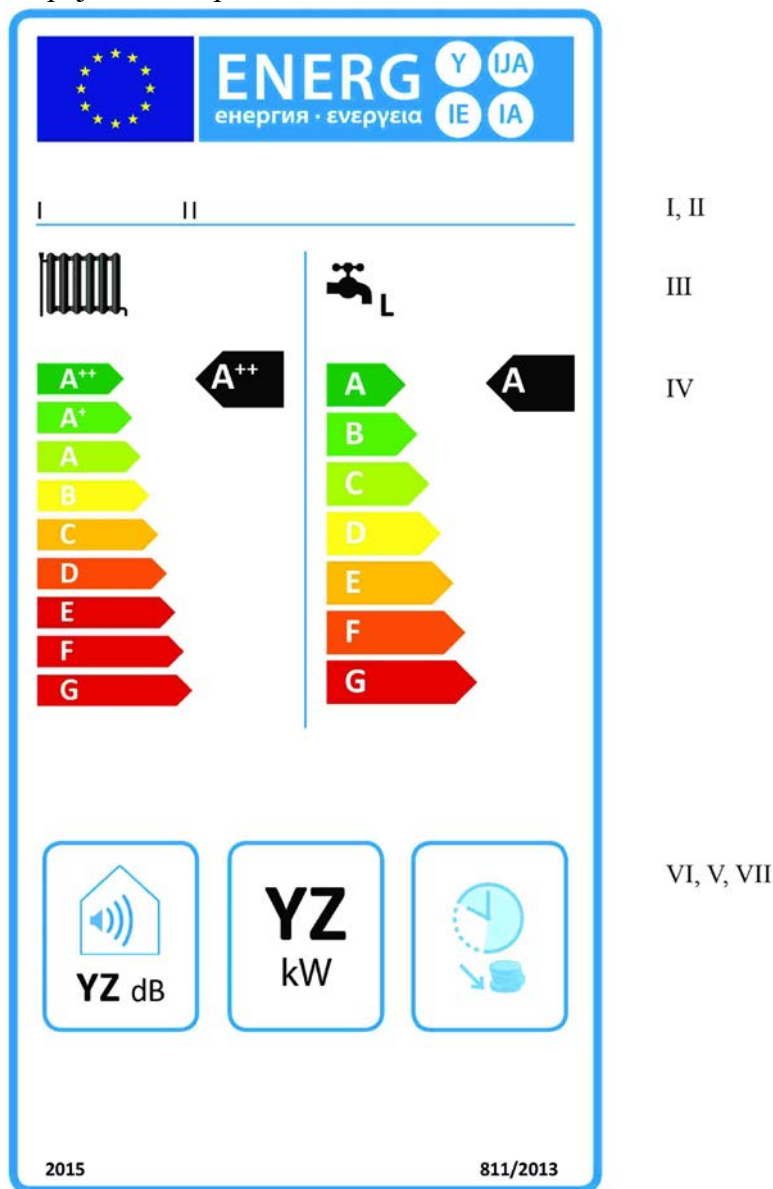 ENERG Y IJA
енергия · ενεργεια IE IA
I II
I, II
L
III
A++ A++ A A
IV
A+
B
A
C
B
C
D
D
E
E
F
F
G
G
YZ dB
YZ
kW
VI, V, VII
2015 811/2013